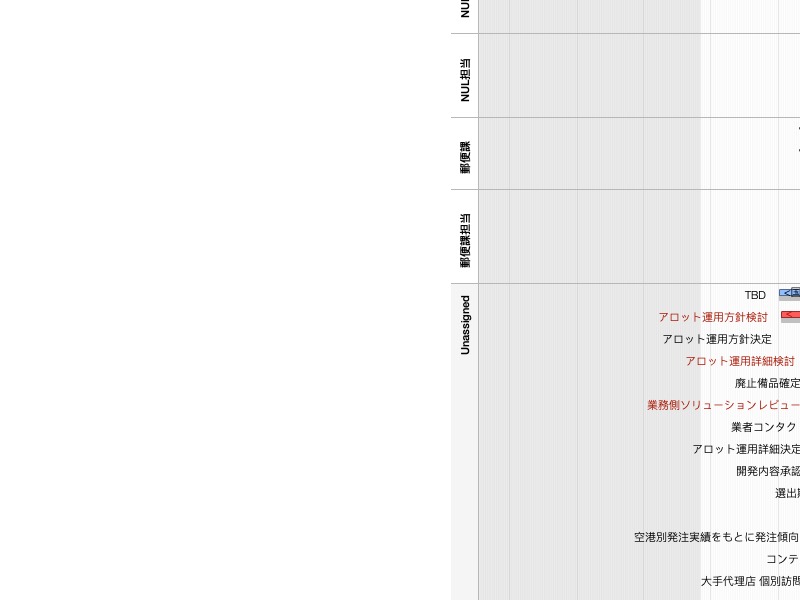 NUL担当
郵便課
郵便課担当
Unassigned
TBD
アロット運用方針検討
アロット運用方針決定
アロット運用詳細検討
廃止備品確定
業務側ソリューションレビュー
業者コンタク
アロット運用詳細決定
開発内容承認
選出
空港別発注実績をもとに発注傾向
コンテ
大手代理店 個別訪問